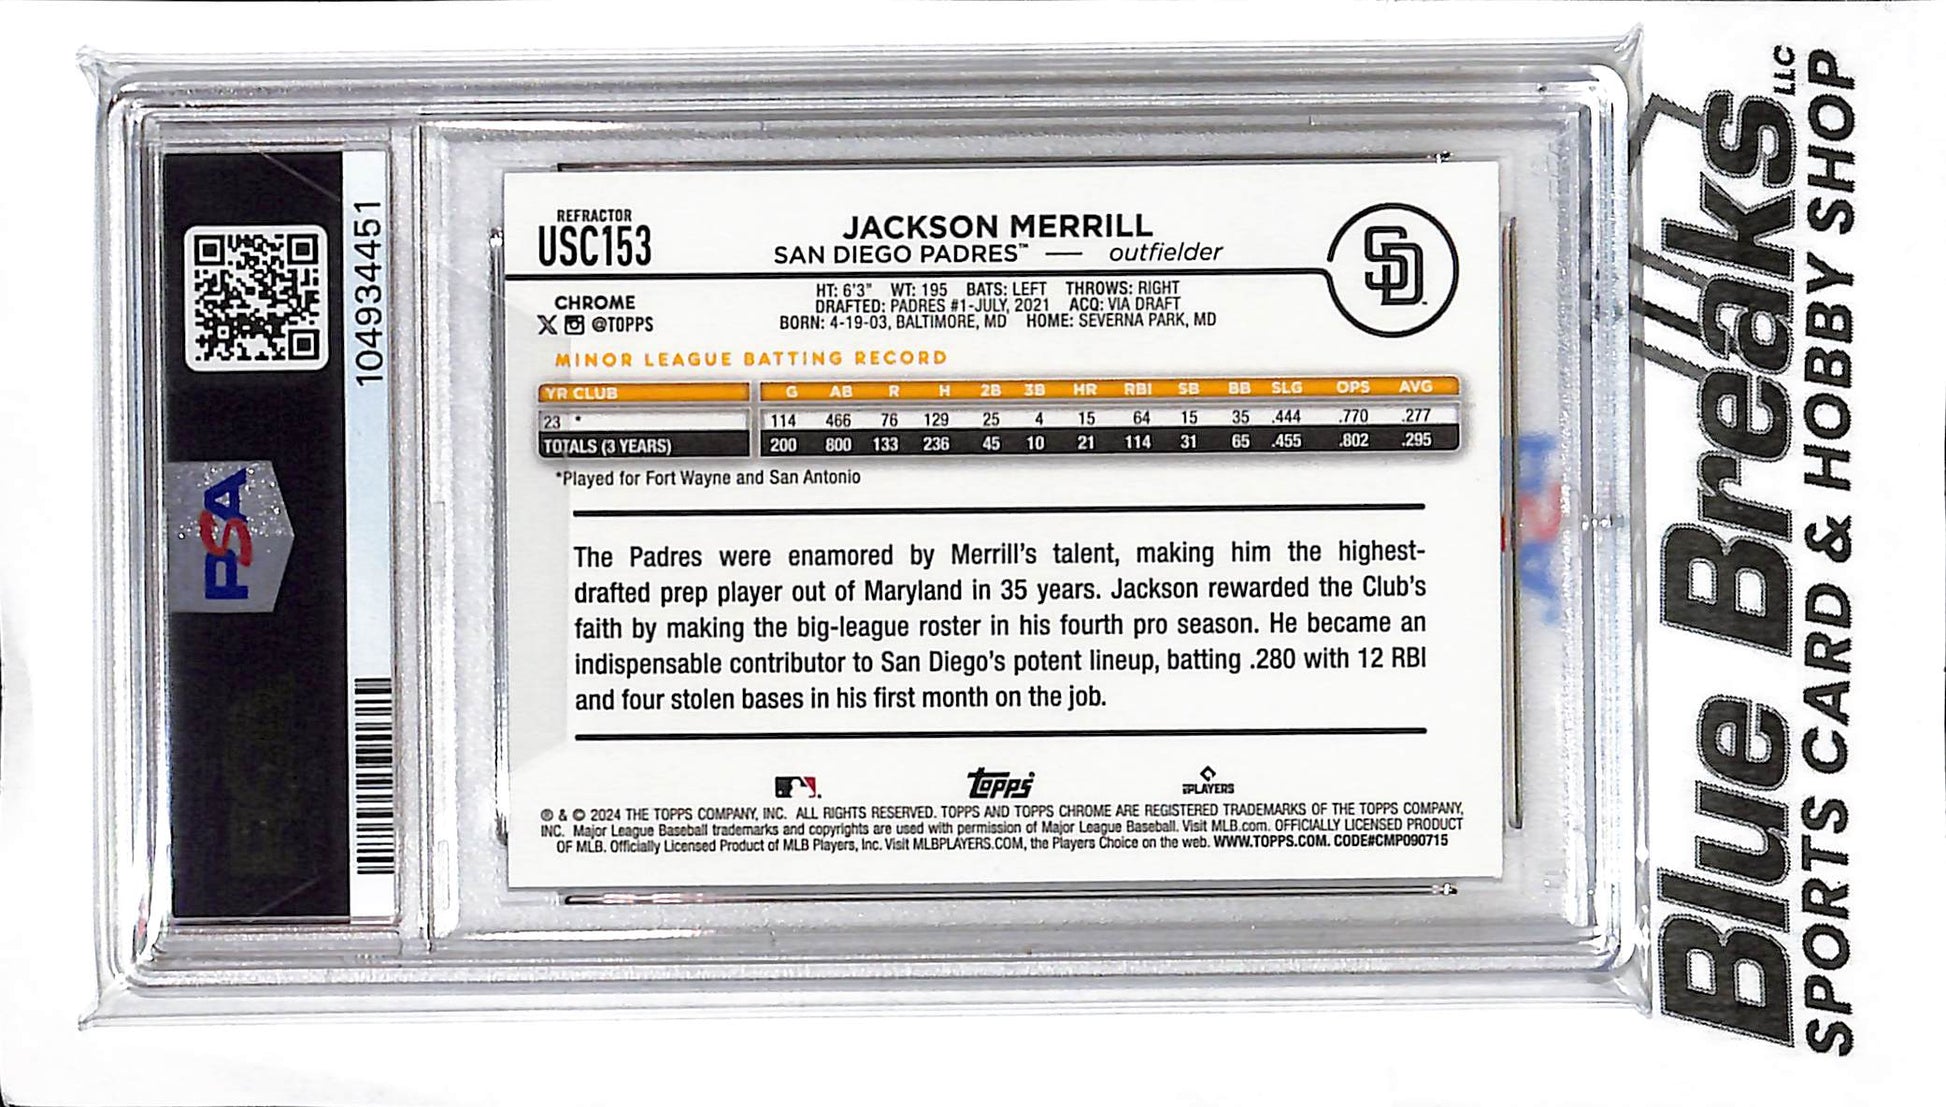 104934451
PSA
REFRACTOR
USC153
JACKSON MERRILL
SAN DIEGO PADRES™ — outfielder
SD
CHROME
X @TOPPS
HT: 6'3" WT: 195 BATS: LEFT THROWS: RIGHT
DRAFTED: PADRES #1-JULY, 2021 ACQ: VIA DRAFT
BORN: 4-19-03, BALTIMORE, MD HOME: SEVERNA PARK, MD
MINOR LEAGUE BATTING RECORD
YR CLUB G AB R H 2B 3B HR RBI SB BB SLG OPS AVG
23 * 114 466 76 129 25 4 15 64 15 35 .444 .770 .277
TOTALS (3 YEARS) 200 800 133 236 45 10 21 114 31 65 .455 .802 .295
*Played for Fort Wayne and San Antonio
The Padres were enamored by Merrill's talent, making him the highest-
drafted prep player out of Maryland in 35 years. Jackson rewarded the Club's
faith by making the big-league roster in his fourth pro season. He became an
indispensable contributor to San Diego's potent lineup, batting .280 with 12 RBI
and four stolen bases in his first month on the job.
Topps
PLAYERS
® & © 2024 THE TOPPS COMPANY, INC. ALL RIGHTS RESERVED. TOPPS AND TOPPS CHROME ARE REGISTERED TRADEMARKS OF THE TOPPS COMPANY,
INC. Major League Baseball trademarks and copyrights are used with permission of Major League Baseball. Visit MLB.com. OFFICIALLY LICENSED PRODUCT
OF MLB. Officially Licensed Product of MLB Players, Inc. Visit MLBPLAYERS.COM, the Players Choice on the web. WWW.TOPPS.COM. CODE#CMP090715
Blue Breaks LLC
SPORTS CARD & HOBBY SHOP